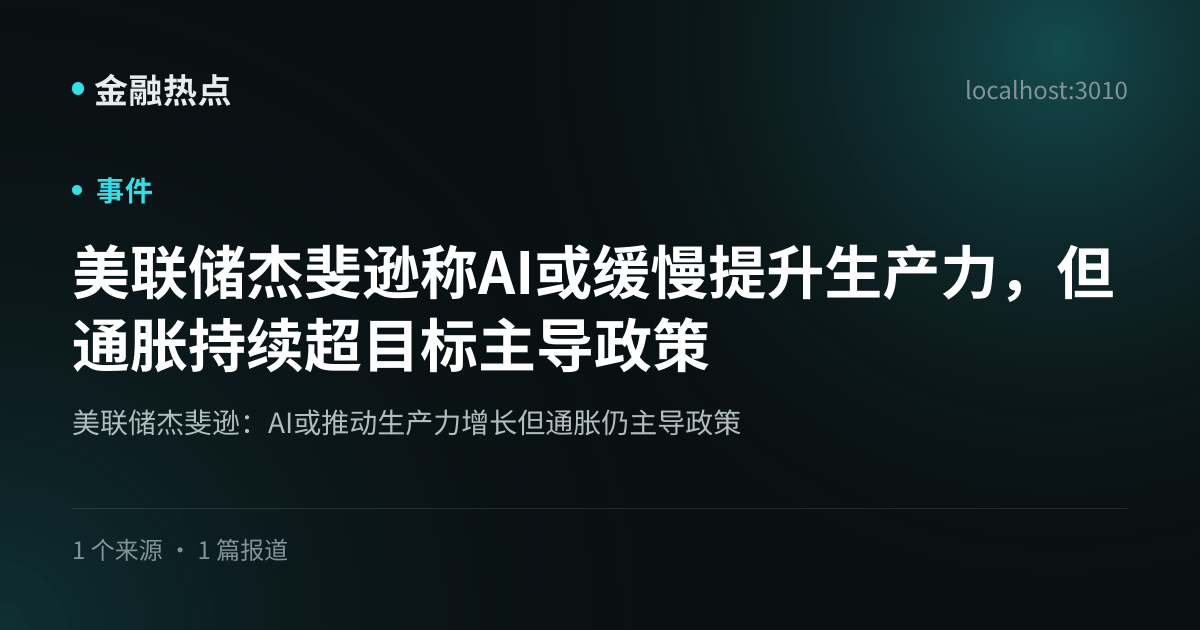 金融热点
localhost:3010
事件
美联储杰斐逊称AI或缓慢提升生产力，但
通胀持续超目标主导政策
美联储杰斐逊：AI或推动生产力增长但通胀仍主导政策
1 个来源 · 1 篇报道